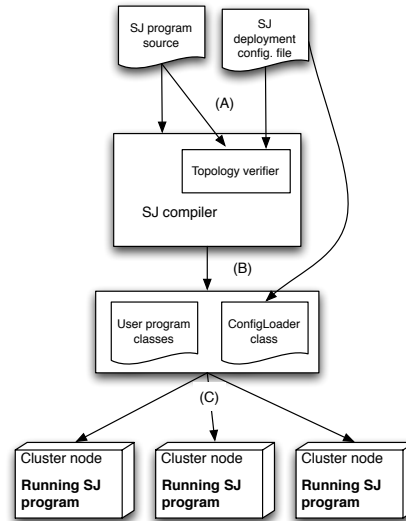 SJ program
source
SJ
deployment
config. file
(A)
Topology verifier
SJ compiler
(B)
User program
classes
ConfigLoader
class
(C)
Cluster node
Running SJ
program
Cluster node
Running SJ
program
Cluster node
Running SJ
program